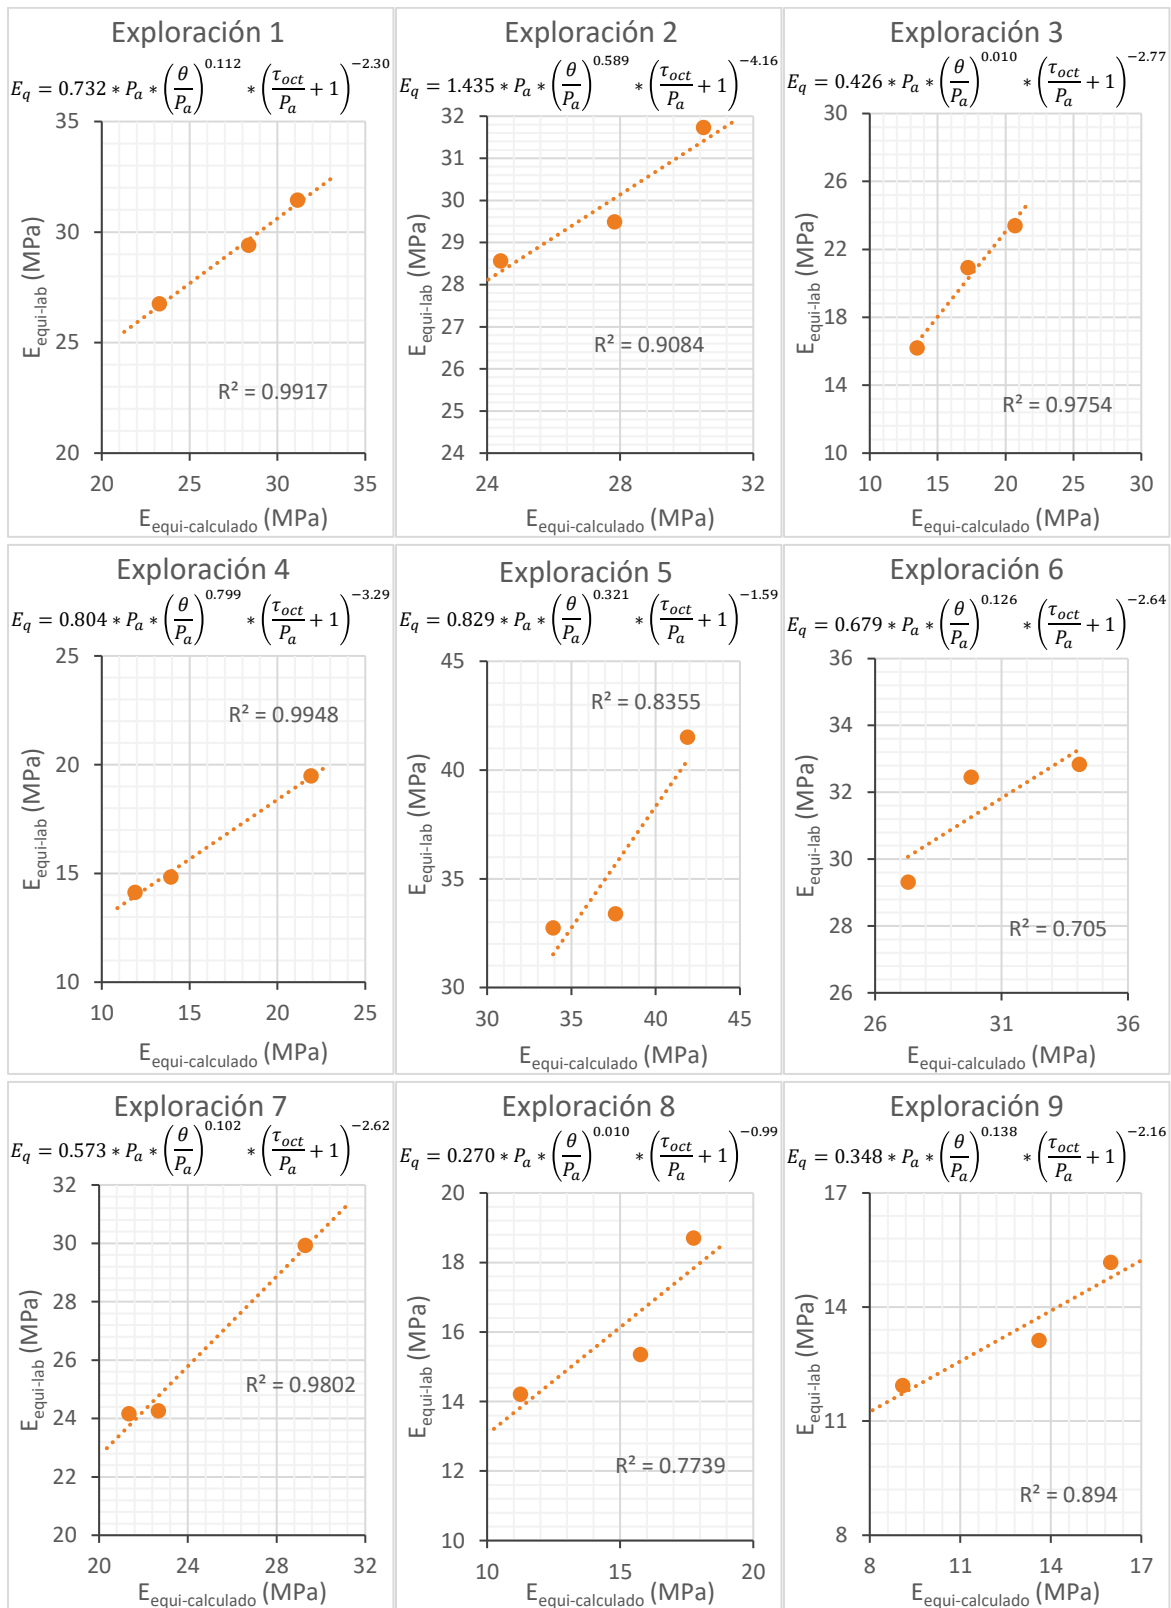 Exploración 1
E_q = 0.732 * P_a * (θ/P_a)^0.112 * (τ_oct/P_a + 1)^−2.30
35
30
25
20
E_equi-lab (MPa)
R² = 0.9917
20 25 30 35
E_equi-calculado (MPa)
Exploración 2
E_q = 1.435 * P_a * (θ/P_a)^0.589 * (τ_oct/P_a + 1)^−4.16
32
31
30
29
28
27
26
25
24
E_equi-lab (MPa)
R² = 0.9084
24 28 32
E_equi-calculado (MPa)
Exploración 3
E_q = 0.426 * P_a * (θ/P_a)^0.010 * (τ_oct/P_a + 1)^−2.77
30
26
22
18
14
10
E_equi-lab (MPa)
R² = 0.9754
10 15 20 25 30
E_equi-calculado (MPa)
Exploración 4
E_q = 0.804 * P_a * (θ/P_a)^0.799 * (τ_oct/P_a + 1)^−3.29
25
20
15
10
E_equi-lab (MPa)
R² = 0.9948
10 15 20 25
E_equi-calculado (MPa)
Exploración 5
E_q = 0.829 * P_a * (θ/P_a)^0.321 * (τ_oct/P_a + 1)^−1.59
45
40
35
30
E_equi-lab (MPa)
R² = 0.8355
30 35 40 45
E_equi-calculado (MPa)
Exploración 6
E_q = 0.679 * P_a * (θ/P_a)^0.126 * (τ_oct/P_a + 1)^−2.64
36
34
32
30
28
26
E_equi-lab (MPa)
R² = 0.705
26 31 36
E_equi-calculado (MPa)
Exploración 7
E_q = 0.573 * P_a * (θ/P_a)^0.102 * (τ_oct/P_a + 1)^−2.62
32
30
28
26
24
22
20
E_equi-lab (MPa)
R² = 0.9802
20 24 28 32
E_equi-calculado (MPa)
Exploración 8
E_q = 0.270 * P_a * (θ/P_a)^0.010 * (τ_oct/P_a + 1)^−0.99
20
18
16
14
12
10
E_equi-lab (MPa)
R² = 0.7739
10 15 20
E_equi-calculado (MPa)
Exploración 9
E_q = 0.348 * P_a * (θ/P_a)^0.138 * (τ_oct/P_a + 1)^−2.16
17
14
11
8
E_equi-lab (MPa)
R² = 0.894
8 11 14 17
E_equi-calculado (MPa)